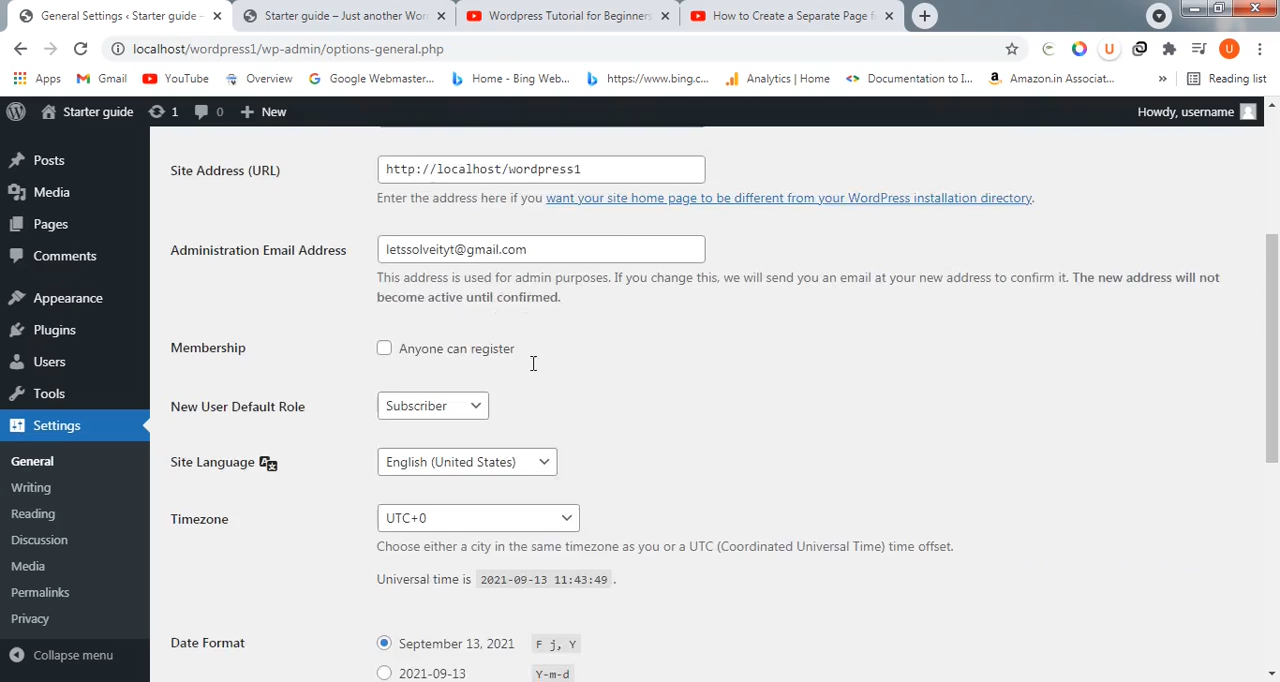 General Settings ‹ Starter guide –
Starter guide – Just another Wor
Wordpress Tutorial for Beginners
How to Create a Separate Page f
localhost/wordpress1/wp-admin/options-general.php
U
U
Apps
Gmail
YouTube
Overview
Google Webmaster...
Home - Bing Web...
https://www.bing.c...
Analytics | Home
Documentation to I...
Amazon.in Associat...
»
Reading list
Starter guide
1
0
New
Howdy, username
Posts
Media
Pages
Comments
Appearance
Plugins
Users
Tools
Settings
General
Writing
Reading
Discussion
Media
Permalinks
Privacy
Collapse menu
Site Address (URL)
http://localhost/wordpress1
Enter the address here if you want your site home page to be different from your WordPress installation directory.
Administration Email Address
letssolveityt@gmail.com
This address is used for admin purposes. If you change this, we will send you an email at your new address to confirm it. The new address will not
become active until confirmed.
Membership
Anyone can register
New User Default Role
Subscriber
Site Language
English (United States)
Timezone
UTC+0
Choose either a city in the same timezone as you or a UTC (Coordinated Universal Time) time offset.
Universal time is 2021-09-13 11:43:49 .
Date Format
September 13, 2021
F j, Y
2021-09-13
Y-m-d